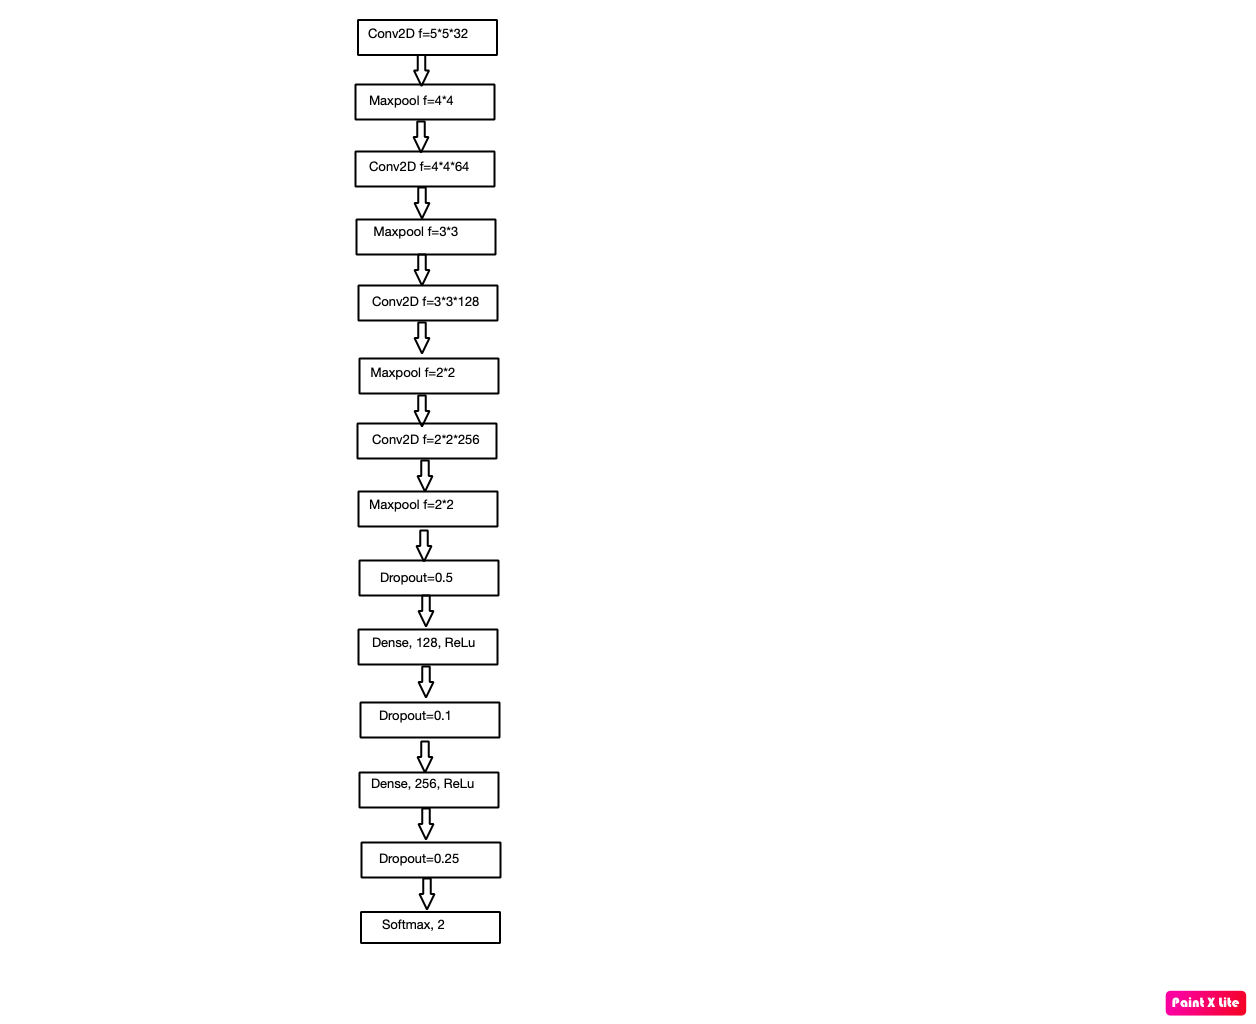 Conv2D f=5*5*32
Maxpool f=4*4
Conv2D f=4*4*64
Maxpool f=3*3
Conv2D f=3*3*128
Maxpool f=2*2
Conv2D f=2*2*256
Maxpool f=2*2
Dropout=0.5
Dense, 128, ReLu
Dropout=0.1
Dense, 256, ReLu
Dropout=0.25
Softmax, 2
Paint X Lite